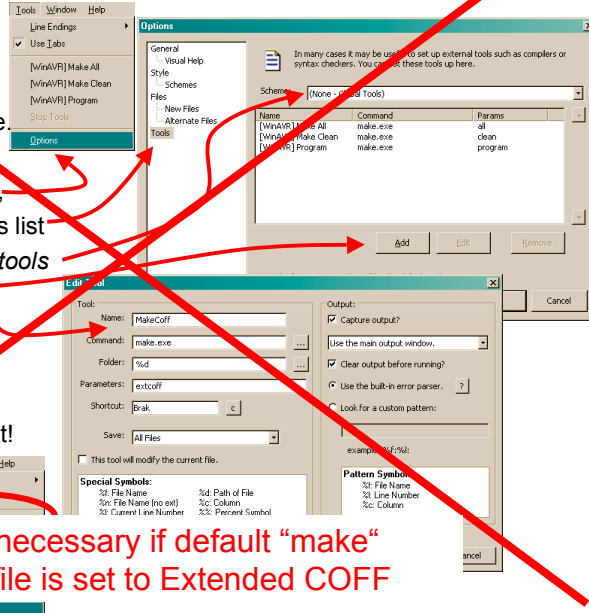 Tools Window Help
Line Endings
Use Tabs
[WinAVR] Make All
[WinAVR] Make Clean
[WinAVR] Program
Stop Tools
Options
Options
General
Visual Help
Style
Schemes
Files
New Files
Alternate Files
Tools
In many cases it may be useful to set up external tools such as compilers or
syntax checkers. You can set these tools up here.
Scheme: (None - Global Tools)
Name Command Params
[WinAVR] Make All make.exe all
[WinAVR] Make Clean make.exe clean
[WinAVR] Program make.exe program
Add Edit Remove
Cancel
e.
s list
tools
Edit Tool
Tool:
Name: MakeCoff
Command: make.exe ...
Folder: %d ...
Parameters: extcoff
Shortcut: Brak c
Save: All Files
This tool will modify the current file.
Special Symbols:
%f: File Name %d: Path of File
%n: File Name (no ext) %c: Column
%l: Current Line Number %%: Percent Symbol
Output:
Capture output?
Use the main output window.
Clear output before running?
Use the built-in error parser. ?
Look for a custom pattern:
example %f:%l:
Pattern Symbols:
%f: File Name
%l: Line Number
%c: Column
t!
Help
necessary if default “make“
file is set to Extended COFF
ancel